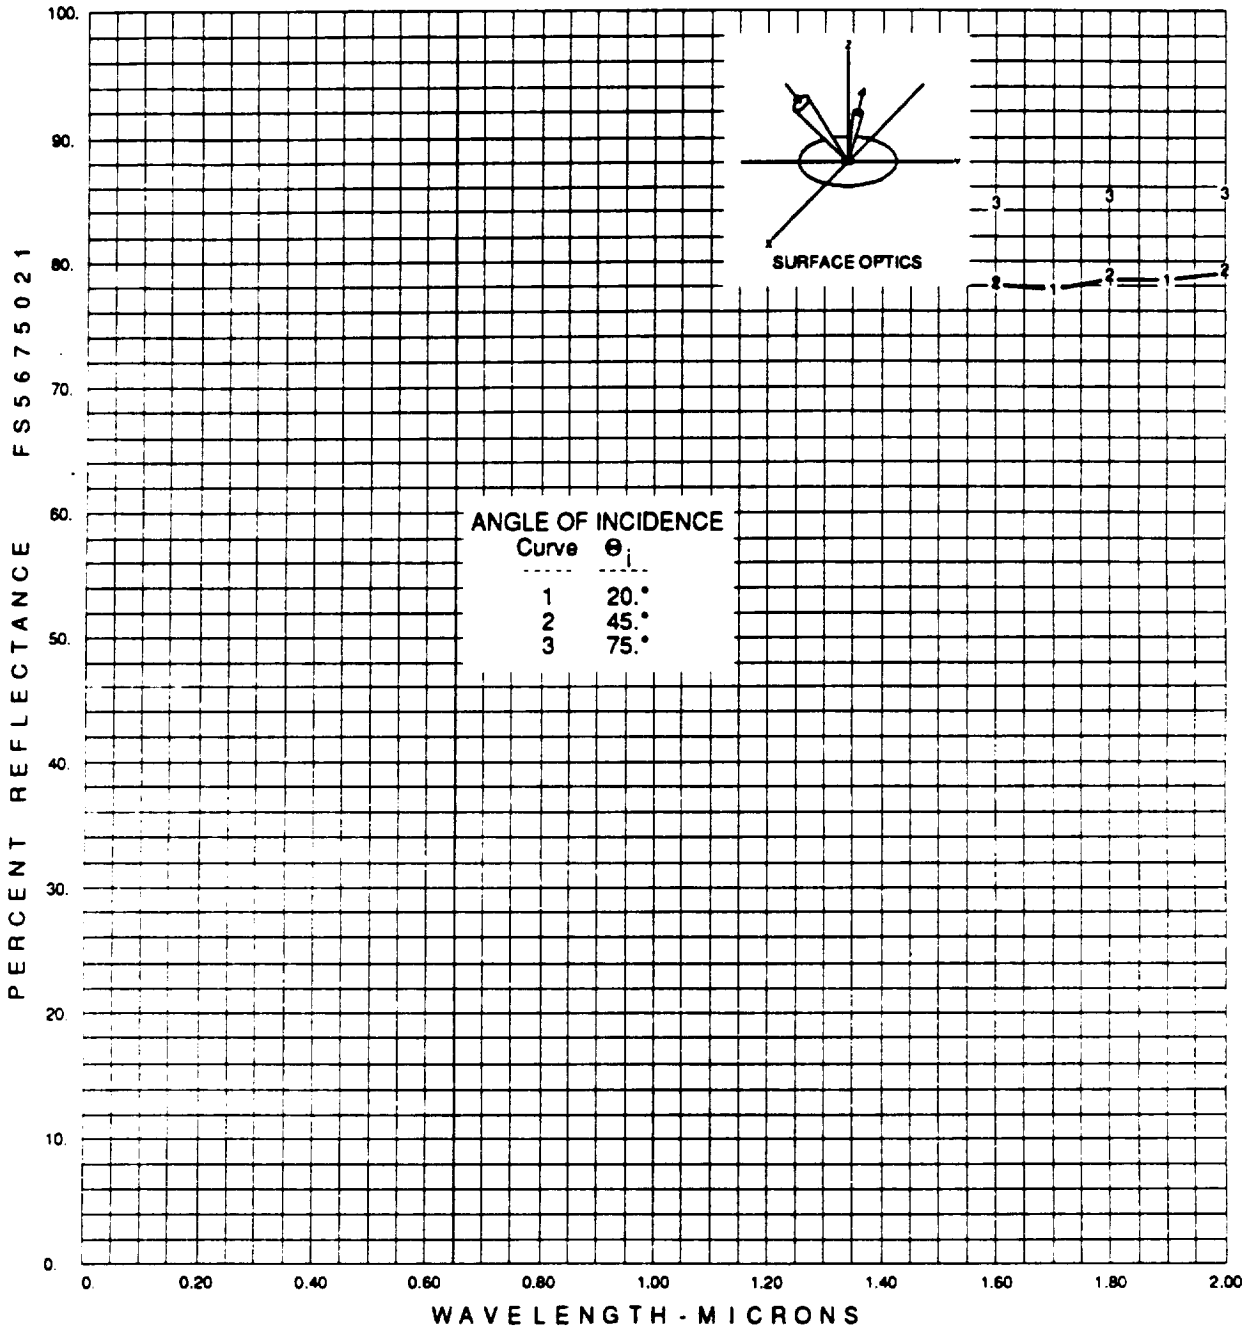 PERCENT REFLECTANCE FS5675021
100.
90.
80.
70.
60.
50.
40.
30.
20.
10.
0.
Z
Y
X
SURFACE OPTICS
3 3 3
2 1 2 1 2
ANGLE OF INCIDENCE
Curve Θi
1 20.°
2 45.°
3 75.°
0. 0.20 0.40 0.60 0.80 1.00 1.20 1.40 1.60 1.80 2.00
WAVELENGTH - MICRONS